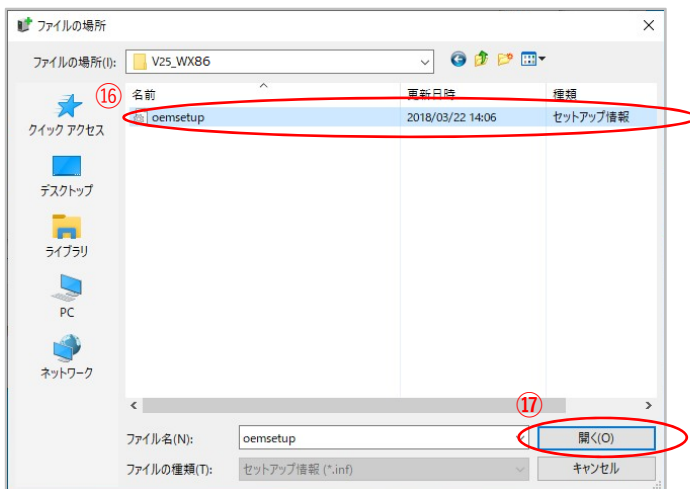 ファイルの場所
ファイルの場所(I):
V25_WX86
⑯
名前
更新日時
種類
oemsetup
2018/03/22 14:06
セットアップ情報
クイック アクセス
デスクトップ
ライブラリ
PC
ネットワーク
⑰
ファイル名(N):
oemsetup
開く(O)
ファイルの種類(T):
セットアップ情報 (*.inf)
キャンセル